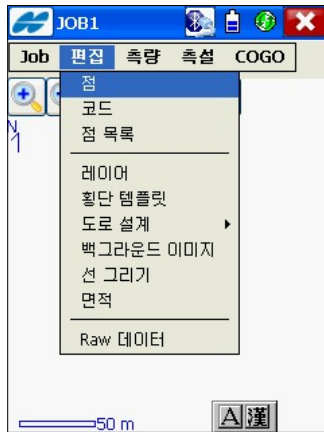 JOB1
Job 편집 측량 측설 COGO
점
코드
점 목록
레이어
횡단 템플릿
도로 설계
백그라운드 이미지
선 그리기
면적
Raw 데이터
N
50 m
A 漢